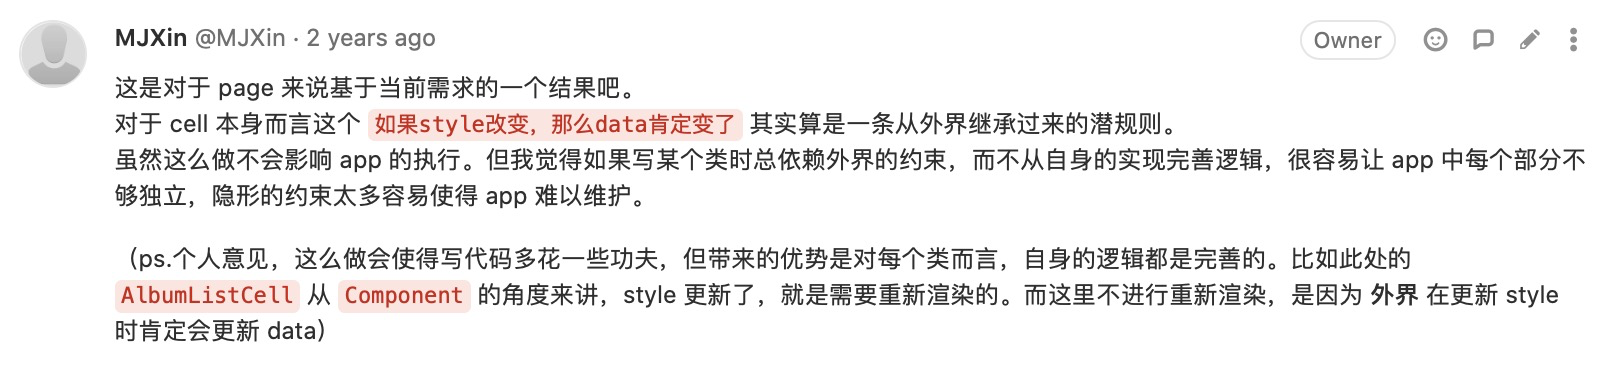 MJXin @MJXin · 2 years ago Owner
这是对于 page 来说基于当前需求的一个结果吧。
对于 cell 本身而言这个 如果style改变，那么data肯定变了 其实算是一条从外界继承过来的潜规则。
虽然这么做不会影响 app 的执行。但我觉得如果写某个类时总依赖外界的约束，而不从自身的实现完善逻辑，很容易让 app 中每个部分不
够独立，隐形的约束太多容易使得 app 难以维护。
（ps.个人意见，这么做会使得写代码多花一些功夫，但带来的优势是对每个类而言，自身的逻辑都是完善的。比如此处的
AlbumListCell 从 Component 的角度来讲，style 更新了，就是需要重新渲染的。而这里不进行重新渲染，是因为 外界 在更新 style
时肯定会更新 data）